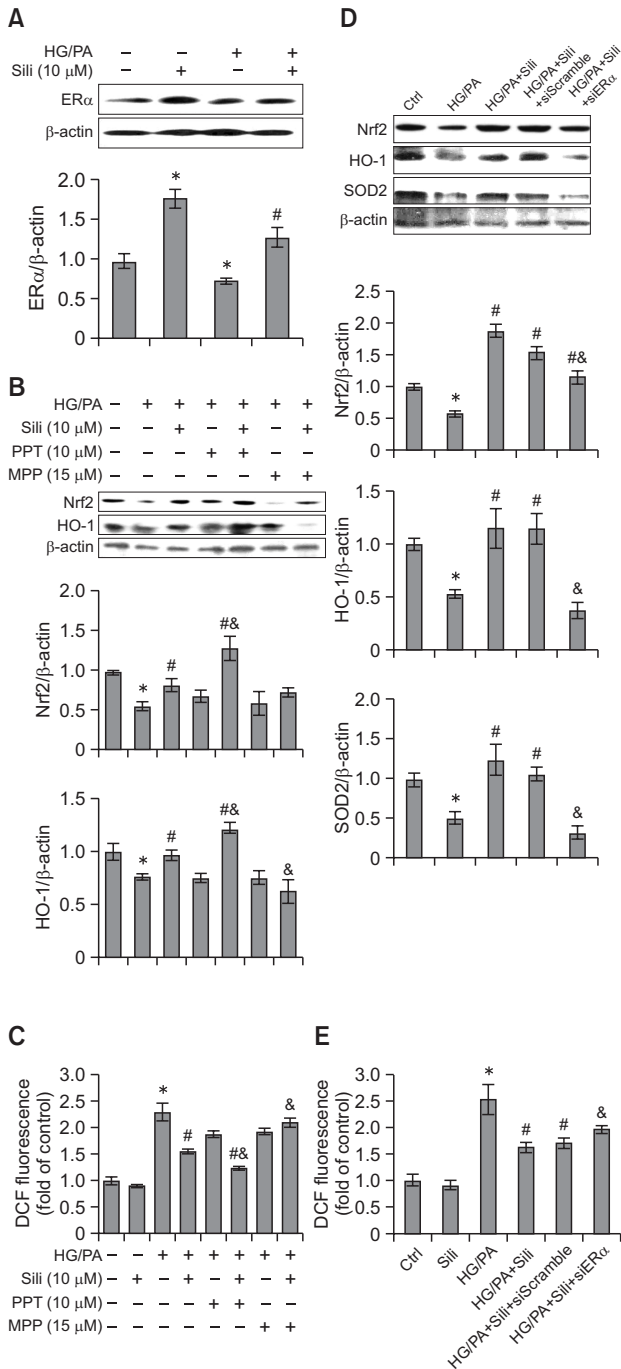 A
HG/PA – – + +
Sili (10 μM) – + – +
ERα
β-actin
2.0
1.5
1.0
0.5
0
ERα/β-actin
*
*
#
B
HG/PA – + + + + + +
Sili (10 μM) – – + – + – +
PPT (10 μM) – – – + + – –
MPP (15 μM) – – – – – + +
Nrf2
HO-1
β-actin
2.0
1.5
1.0
0.5
0
Nrf2/β-actin
*
#
#&
1.5
1.0
0.5
0
HO-1/β-actin
*
#
#&
&
C
3.0
2.5
2.0
1.5
1.0
0.5
0
DCF fluorescence
(fold of control)
*
#
#&
&
HG/PA – – + + + + + +
Sili (10 μM) – + – + – + – +
PPT (10 μM) – – – – + + – –
MPP (15 μM) – – – – – – + +
D
Ctrl
HG/PA
HG/PA+Sili
HG/PA+Sili
+siScramble
HG/PA+Sili
+siERα
Nrf2
HO-1
SOD2
β-actin
2.5
2.0
1.5
1.0
0.5
0
Nrf2/β-actin
*
#
#
#&
1.5
1.0
0.5
0
HO-1/β-actin
*
#
#
&
2.0
1.5
1.0
0.5
0
SOD2/β-actin
*
#
#
&
E
3.0
2.5
2.0
1.5
1.0
0.5
0
DCF fluorescence
(fold of control)
*
#
#
&
Ctrl
Sili
HG/PA
HG/PA+Sili
HG/PA+Sili+siScramble
HG/PA+Sili+siERα